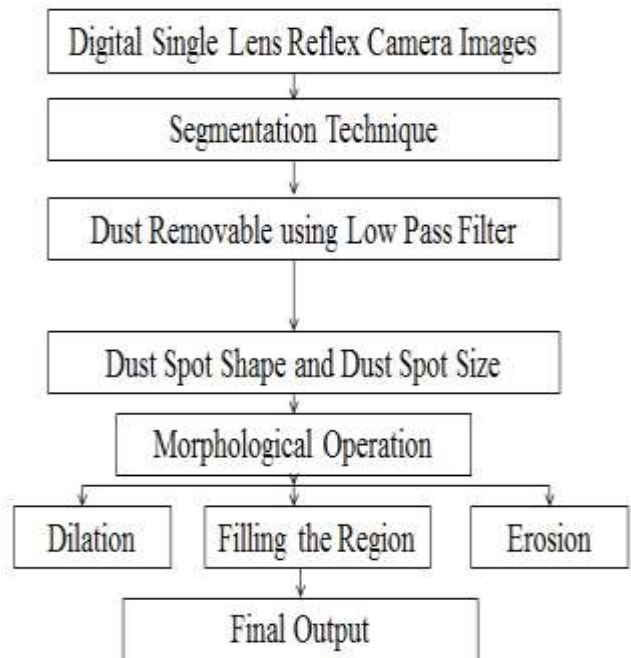 Digital Single Lens Reflex Camera Images
Segmentation Technique
Dust Removable using Low Pass Filter
Dust Spot Shape and Dust Spot Size
Morphological Operation
Dilation
Filling the Region
Erosion
Final Output